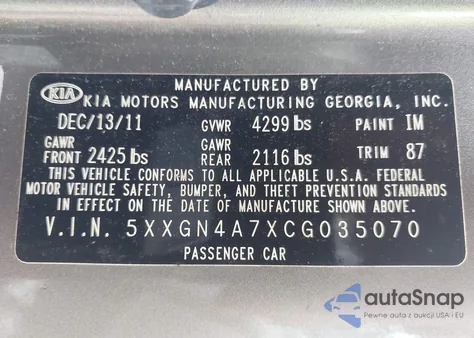 MANUFACTURED BY
KIA KIA MOTORS MANUFACTURING GEORGIA, INC.
DEC/13/11 GVWR 4299 lbs PAINT IM
GAWR FRONT 2425 lbs GAWR REAR 2116 lbs TRIM 87
THIS VEHICLE CONFORMS TO ALL APPLICABLE U.S.A. FEDERAL
MOTOR VEHICLE SAFETY, BUMPER, AND THEFT PREVENTION STANDARDS
IN EFFECT ON THE DATE OF MANUFACTURE SHOWN ABOVE.
V.I.N. 5XXGN4A7XCG035070
PASSENGER CAR
autoSnap
Pewne auta z aukcji USA i EU